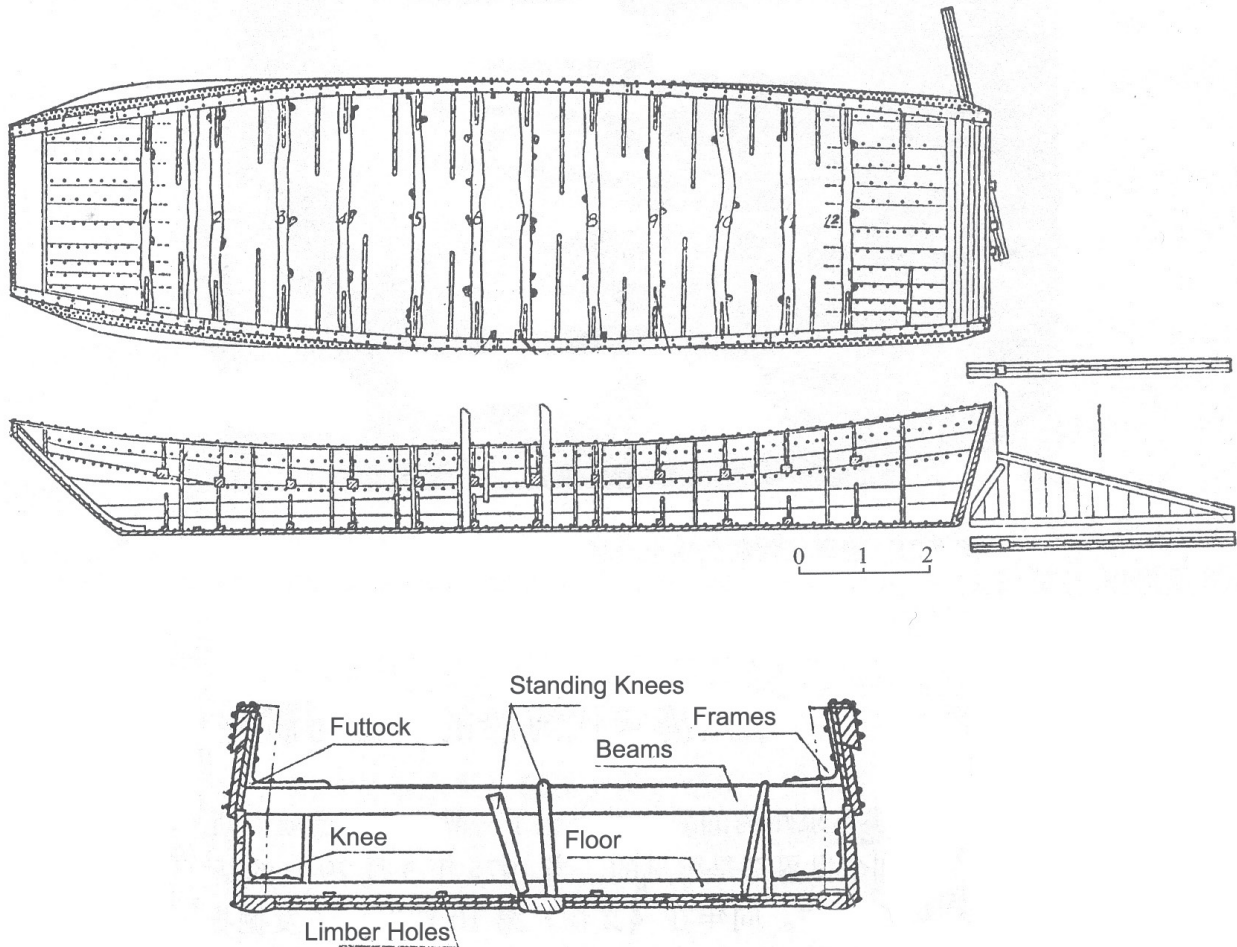 1 2 3 4 5 6 7 8 9 10 11 12
0 1 2
Standing Knees
Futtock
Frames
Beams
Knee
Floor
Limber Holes